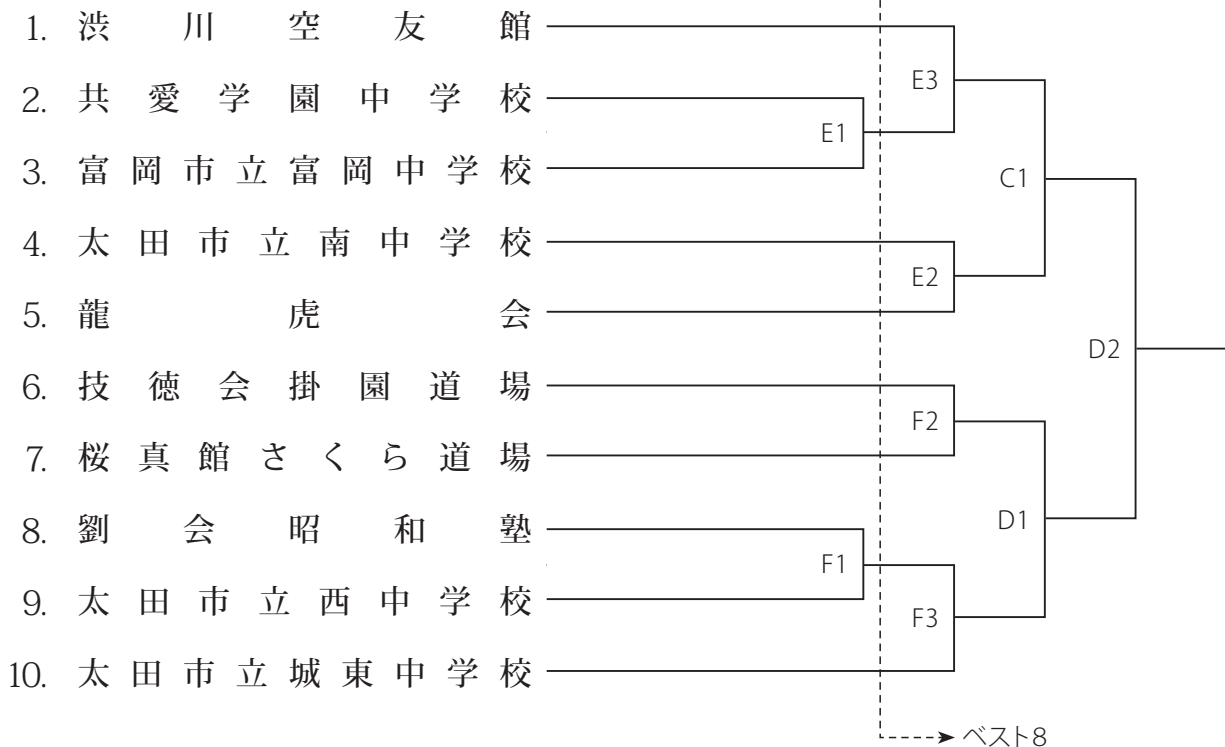 1. 渋川空友館
2. 共愛学園中学校
3. 富岡市立富岡中学校
4. 太田市立南中学校
5. 龍虎会
6. 技徳会掛園道場
7. 桜真館さくら道場
8. 劉会昭和塾
9. 太田市立西中学校
10. 太田市立城東中学校
E3
E1
C1
E2
D2
F2
D1
F1
F3
ベスト8